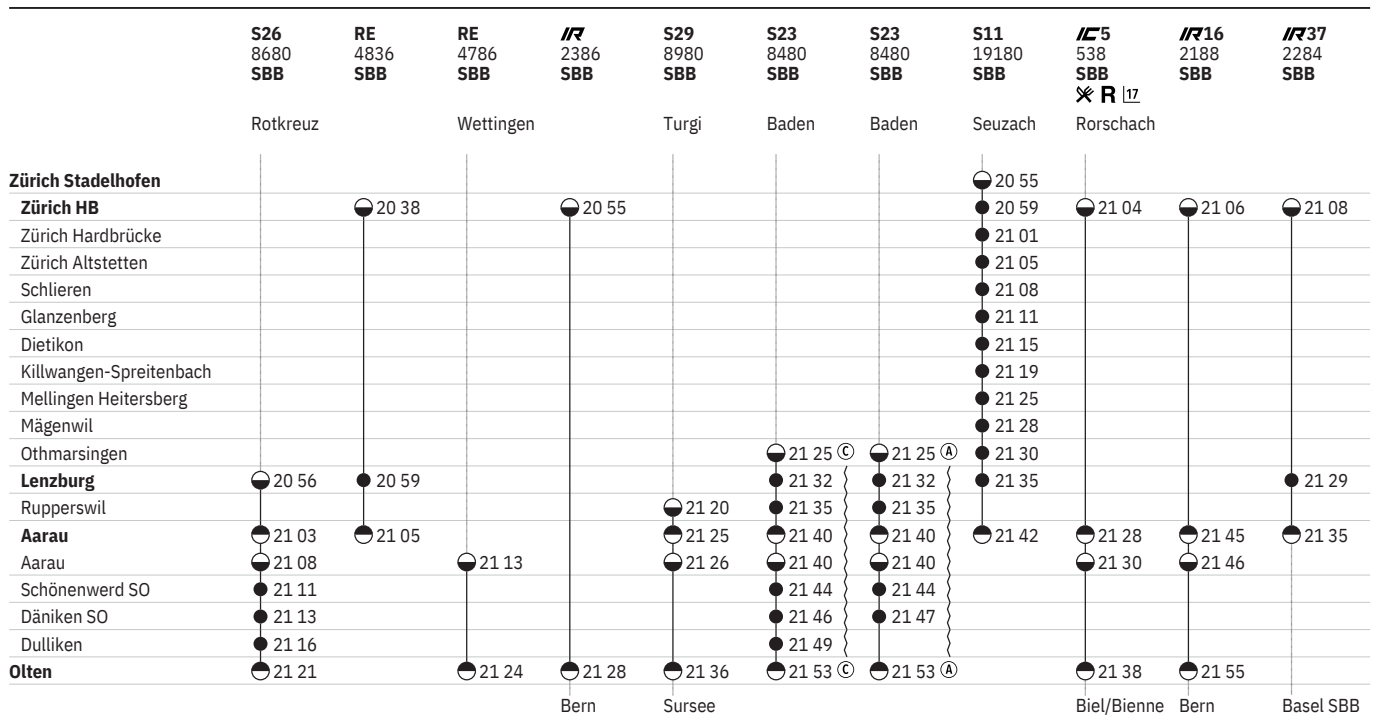 S26 RE RE IR S29 S23 S23 S11 IC5 IR16 IR37
8680 4836 4786 2386 8980 8480 8480 19180 538 2188 2284
SBB SBB SBB SBB SBB SBB SBB SBB SBB SBB SBB
R 17
Rotkreuz Wettingen Turgi Baden Baden Seuzach Rorschach
Zürich Stadelhofen 20 55
Zürich HB 20 38 20 55 20 59 21 04 21 06 21 08
Zürich Hardbrücke 21 01
Zürich Altstetten 21 05
Schlieren 21 08
Glanzenberg 21 11
Dietikon 21 15
Killwangen-Spreitenbach 21 19
Mellingen Heitersberg 21 25
Mägenwil 21 28
Othmarsingen 21 25 Ⓒ 21 25 Ⓐ 21 30
Lenzburg 20 56 20 59 21 32 21 32 21 35 21 29
Rupperswil 21 20 21 35 21 35
Aarau 21 03 21 05 21 25 21 40 21 40 21 42 21 28 21 45 21 35
Aarau 21 08 21 13 21 26 21 40 21 40 21 30 21 46
Schönenwerd SO 21 11 21 44 21 44
Däniken SO 21 13 21 46 21 47
Dulliken 21 16 21 49
Olten 21 21 21 24 21 28 21 36 21 53 Ⓒ 21 53 Ⓐ 21 38 21 55
Bern Sursee Biel/Bienne Bern Basel SBB